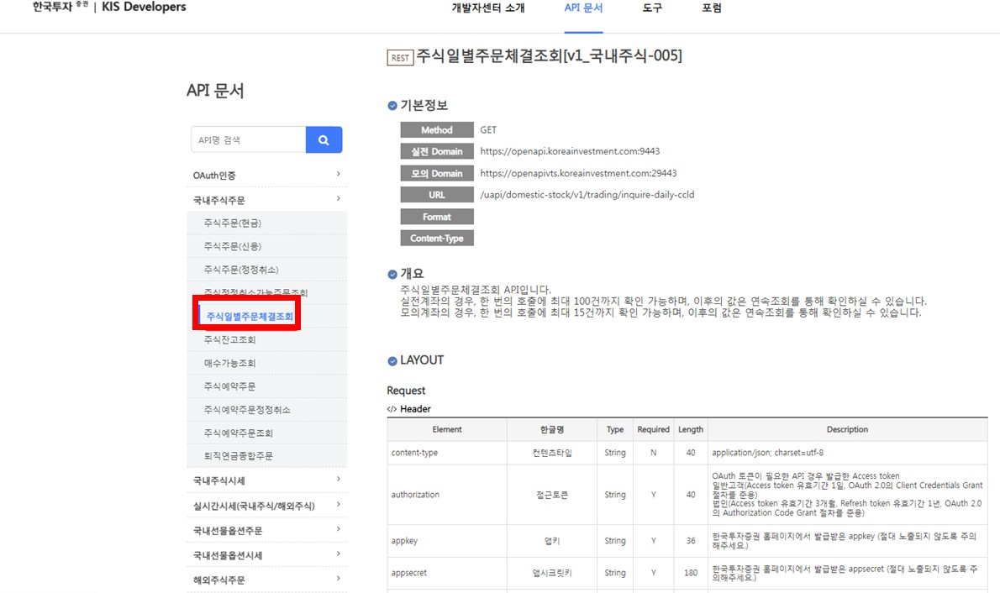 한국투자 증권 | KIS Developers
개발자센터 소개
API 문서
도구
포럼
API 문서
API명 검색
OAuth인증
국내주식주문
주식주문(현금)
주식주문(신용)
주식주문(정정취소)
주식정정취소가능주문조회
주식일별주문체결조회
주식잔고조회
매수가능조회
주식예약주문
주식예약주문정정취소
주식예약주문조회
퇴직연금종합주문
국내주식시세
실시간시세(국내주식/해외주식)
국내선물옵션주문
국내선물옵션시세
해외주식주문
REST 주식일별주문체결조회[v1_국내주식-005]
기본정보
Method GET
실전 Domain https://openapi.koreainvestment.com:9443
모의 Domain https://openapivts.koreainvestment.com:29443
URL /uapi/domestic-stock/v1/trading/inquire-daily-ccld
Format
Content-Type
개요
주식일별주문체결조회 API입니다.
실전계좌의 경우, 한 번의 호출에 최대 100건까지 확인 가능하며, 이후의 값은 연속조회를 통해 확인하실 수 있습니다.
모의계좌의 경우, 한 번의 호출에 최대 15건까지 확인 가능하며, 이후의 값은 연속조회를 통해 확인하실 수 있습니다.
LAYOUT
Request
</> Header
Element 한글명 Type Required Length Description
content-type 컨텐츠타입 String N 40 application/json; charset=utf-8
authorization 접근토큰 String Y 40 OAuth 토큰이 필요한 API 경우 발급한 Access token
일반고객(Access token 유효기간 1일, OAuth 2.0의 Client Credentials Grant
절차를 준용)
법인(Access token 유효기간 3개월, Refresh token 유효기간 1년, OAuth 2.0
의 Authorization Code Grant 절차를 준용)
appkey 앱키 String Y 36 한국투자증권 홈페이지에서 발급받은 appkey (절대 노출되지 않도록 주의
해주세요.)
appsecret 앱시크릿키 String Y 180 한국투자증권 홈페이지에서 발급받은 appsecret (절대 노출되지 않도록 주
의해주세요.)